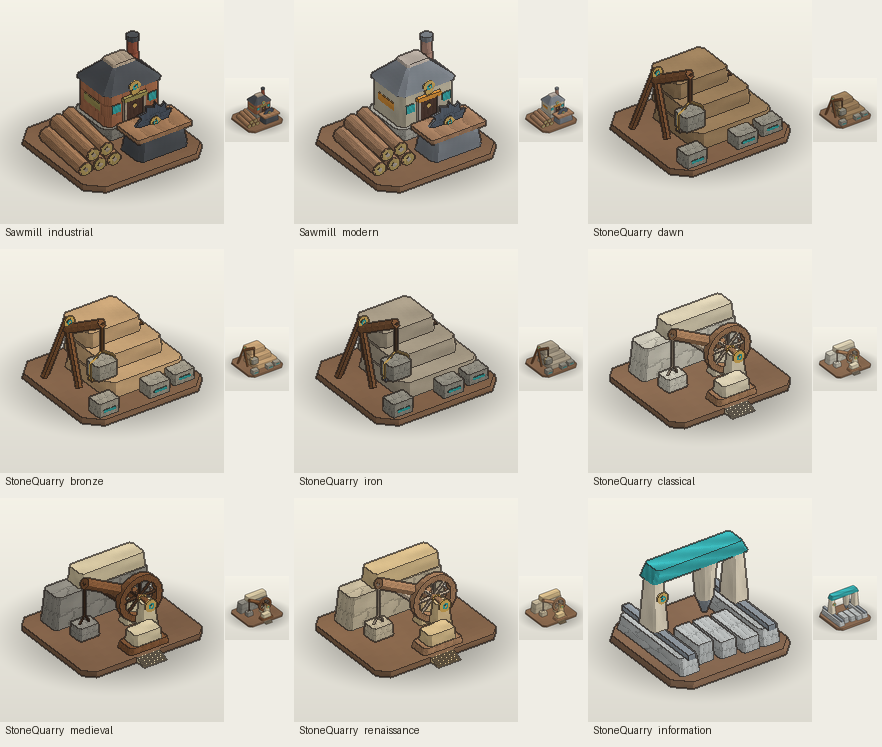 Sawmill industrial
Sawmill modern
StoneQuarry dawn
StoneQuarry bronze
StoneQuarry iron
StoneQuarry classical
StoneQuarry medieval
StoneQuarry renaissance
StoneQuarry information